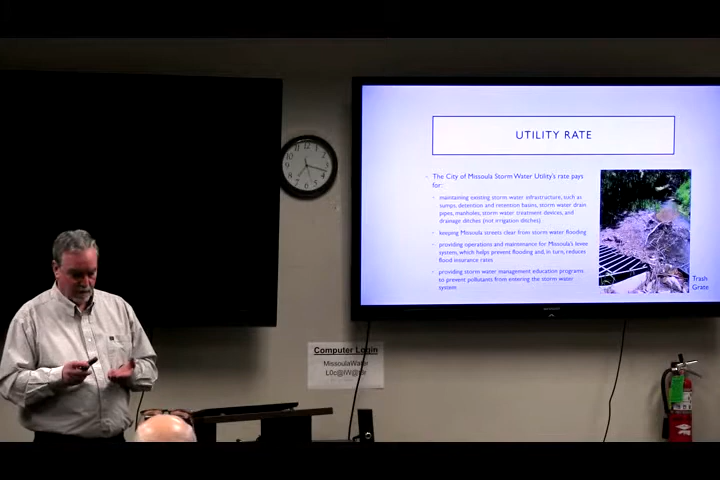 UTILITY RATE
The City of Missoula Storm Water Utility's rate pays
for:
maintaining existing storm water infrastructure, such as
sumps, detention and retention basins, storm water drain
pipes, manholes, storm water treatment devices, and
drainage ditches (not irrigation ditches)
keeping Missoula streets clear from storm water flooding
providing operations and maintenance for Missoula's levee
system, which helps prevent flooding and, in turn, reduces
flood insurance rates
providing storm water management education programs
to prevent pollutants from entering the storm water
system
Trash
Grate
Computer Login